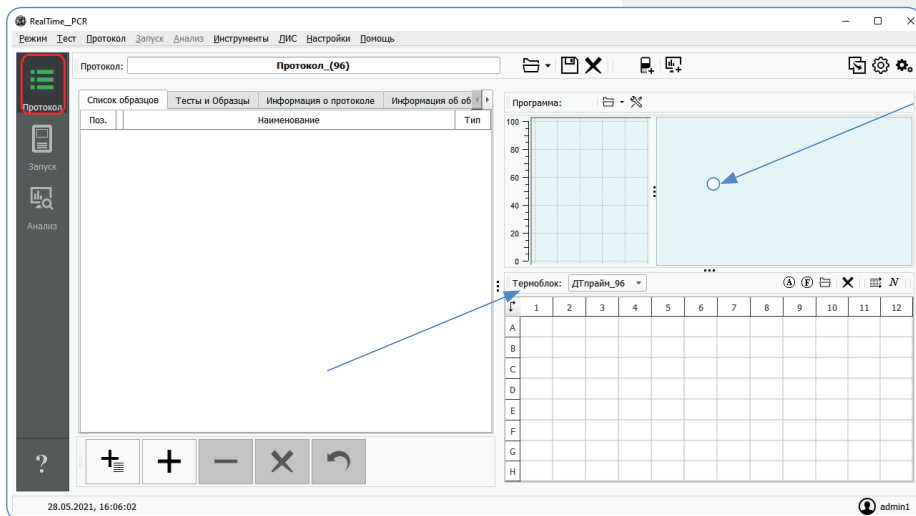 RealTime_PCR
Режим Тест Протокол Запуск Анализ Инструменты ЛИС Настройки Помощь
Протокол
Запуск
Анализ
?
Протокол: Протокол_(96)
Список образцов Тесты и Образцы Информация о протоколе Информация об об
Поз. Наименование Тип
Программа:
100
80
60
40
20
0
Термоблок: ДТпрайм_96 A F N
1 2 3 4 5 6 7 8 9 10 11 12
A
B
C
D
E
F
G
H
28.05.2021, 16:06:02 admin1